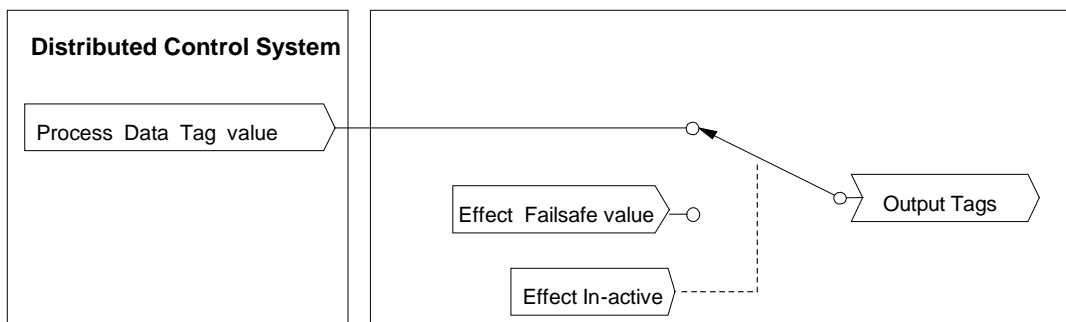 Distributed Control System
Process Data Tag value
Effect Failsafe value
Output Tags
Effect In-active